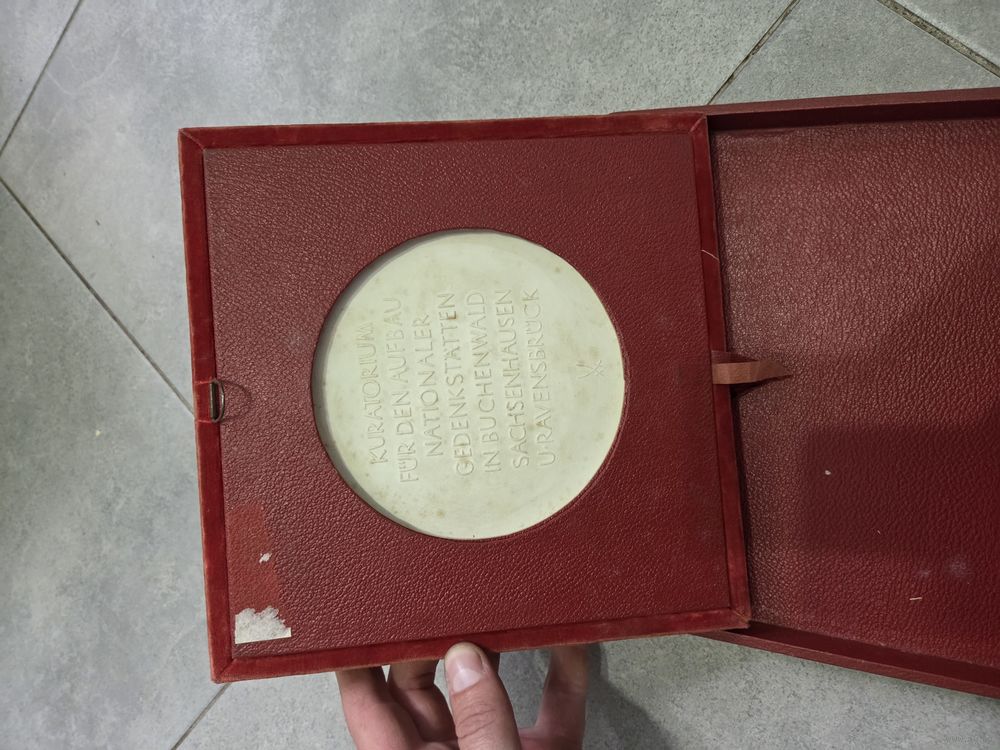 KURATORIUM
FÜR DEN AUFBAU
NATIONALER
GEDENKSTÄTTEN
IN BUCHENWALD
SACHSENHAUSEN
U·RAVENSBRÜCK